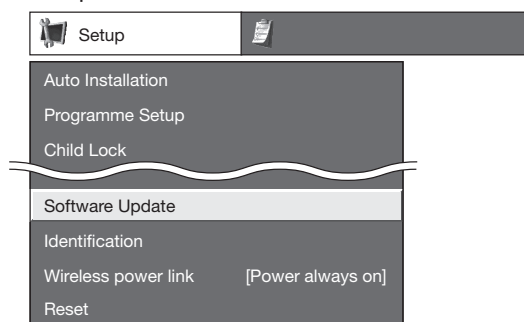 Setup
Auto Installation
Programme Setup
Child Lock
Software Update
Identification
Wireless power link [Power always on]
Reset